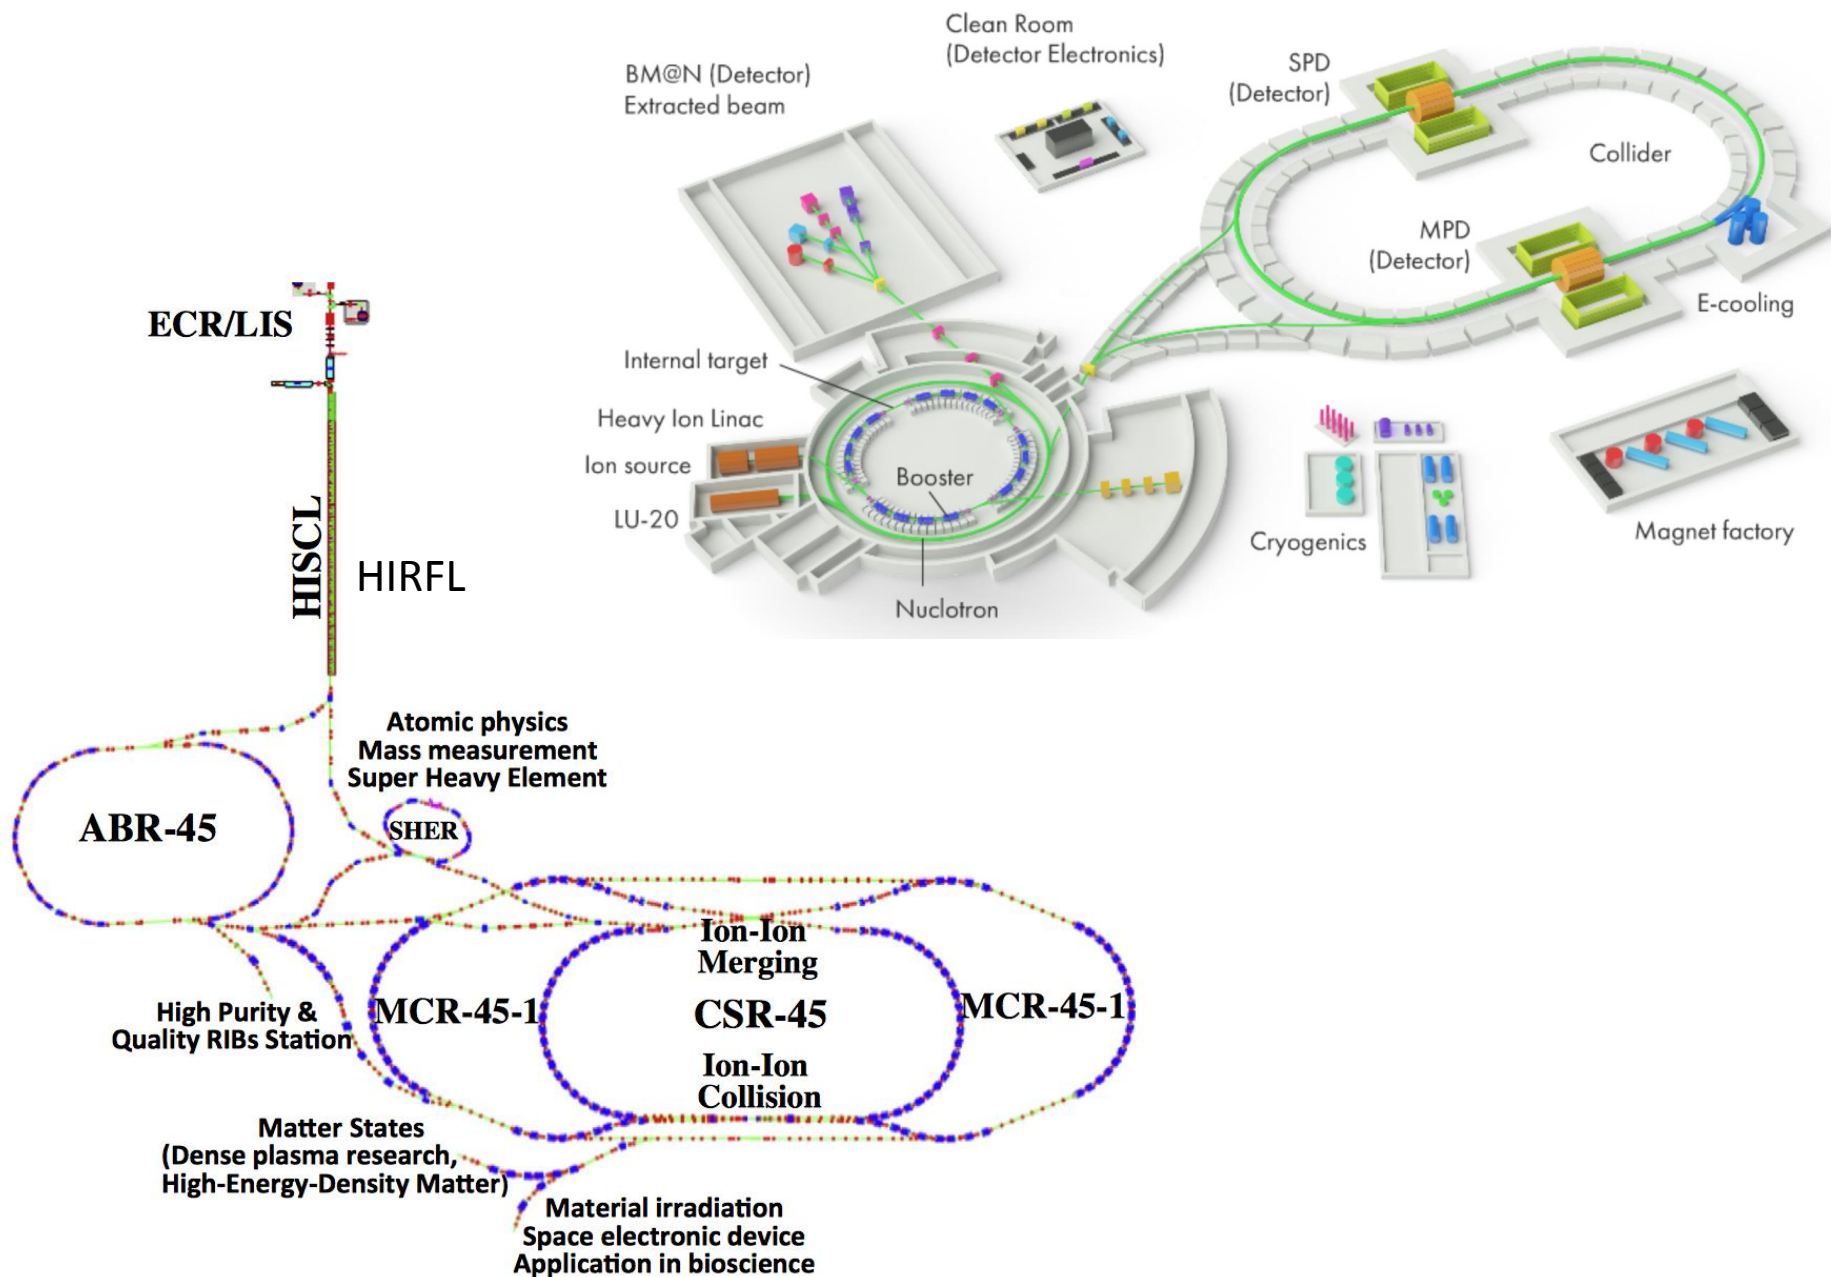 Clean Room
(Detector Electronics)
BM@N (Detector)
Extracted beam
SPD
(Detector)
Collider
MPD
(Detector)
E-cooling
Internal target
Heavy Ion Linac
Ion source
LU-20
Booster
Nuclotron
Cryogenics
Magnet factory
ECR/LIS
HISCL
HIRFL
Atomic physics
Mass measurement
Super Heavy Element
ABR-45
SHER
Ion-Ion
Merging
MCR-45-1
CSR-45
MCR-45-1
Ion-Ion
Collision
High Purity &
Quality RIBs Station
Matter States
(Dense plasma research,
High-Energy-Density Matter)
Material irradiation
Space electronic device
Application in bioscience